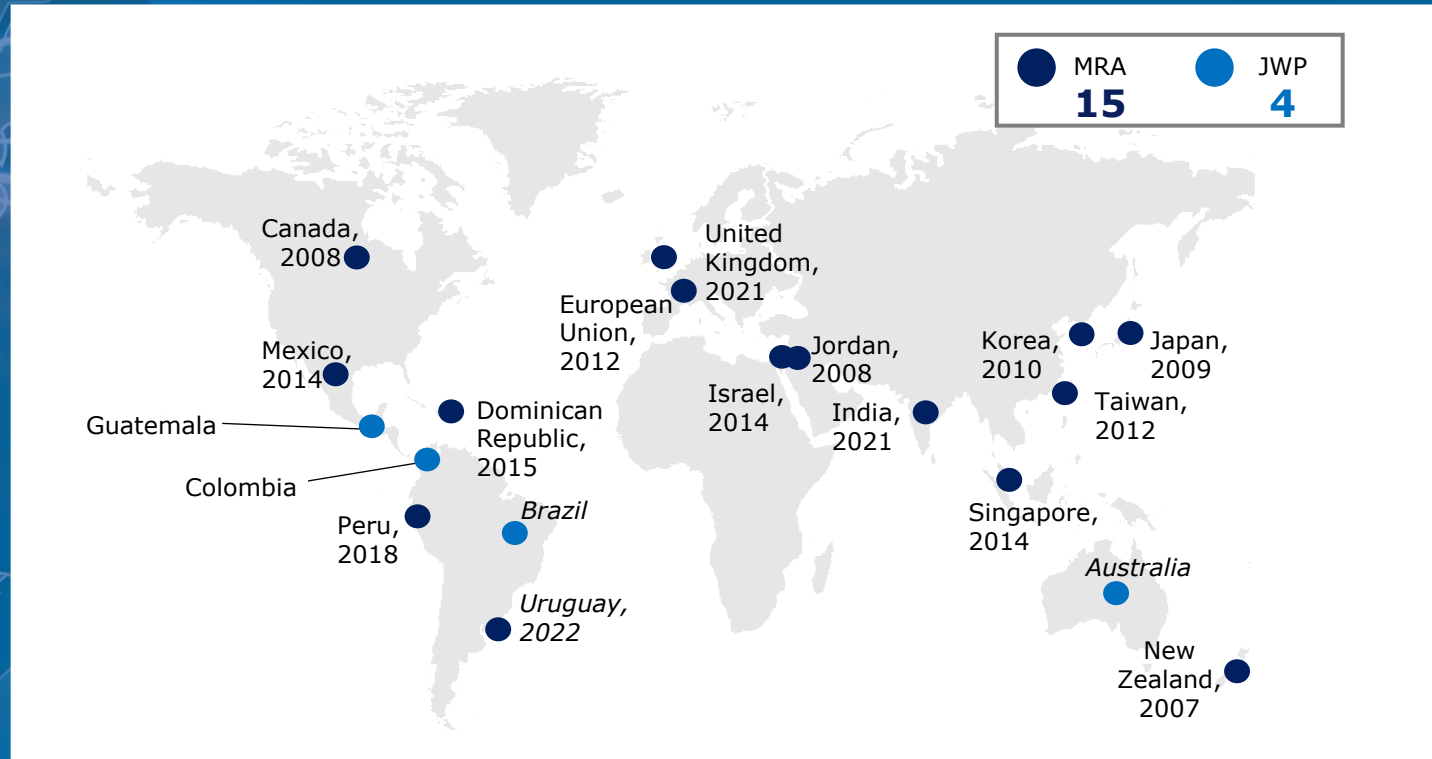 MRA
15
JWP
4
Canada,
2008
United
Kingdom,
2021
European
Union,
2012
Mexico,
2014
Jordan,
2008
Israel,
2014
Korea,
2010
Japan,
2009
Taiwan,
2012
India,
2021
Guatemala
Dominican
Republic,
2015
Colombia
Peru,
2018
Brazil
Singapore,
2014
Australia
Uruguay,
2022
New
Zealand,
2007